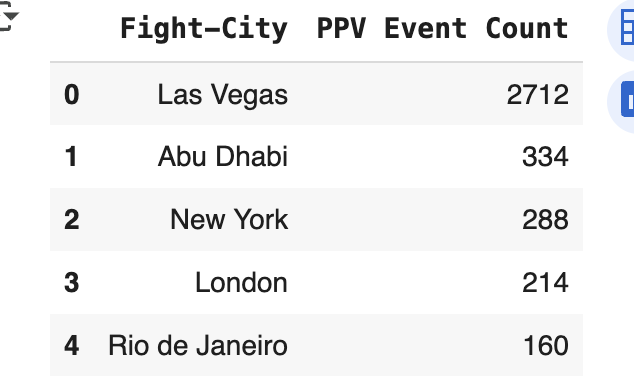 Fight-City PPV Event Count
0 Las Vegas 2712
1 Abu Dhabi 334
2 New York 288
3 London 214
4 Rio de Janeiro 160